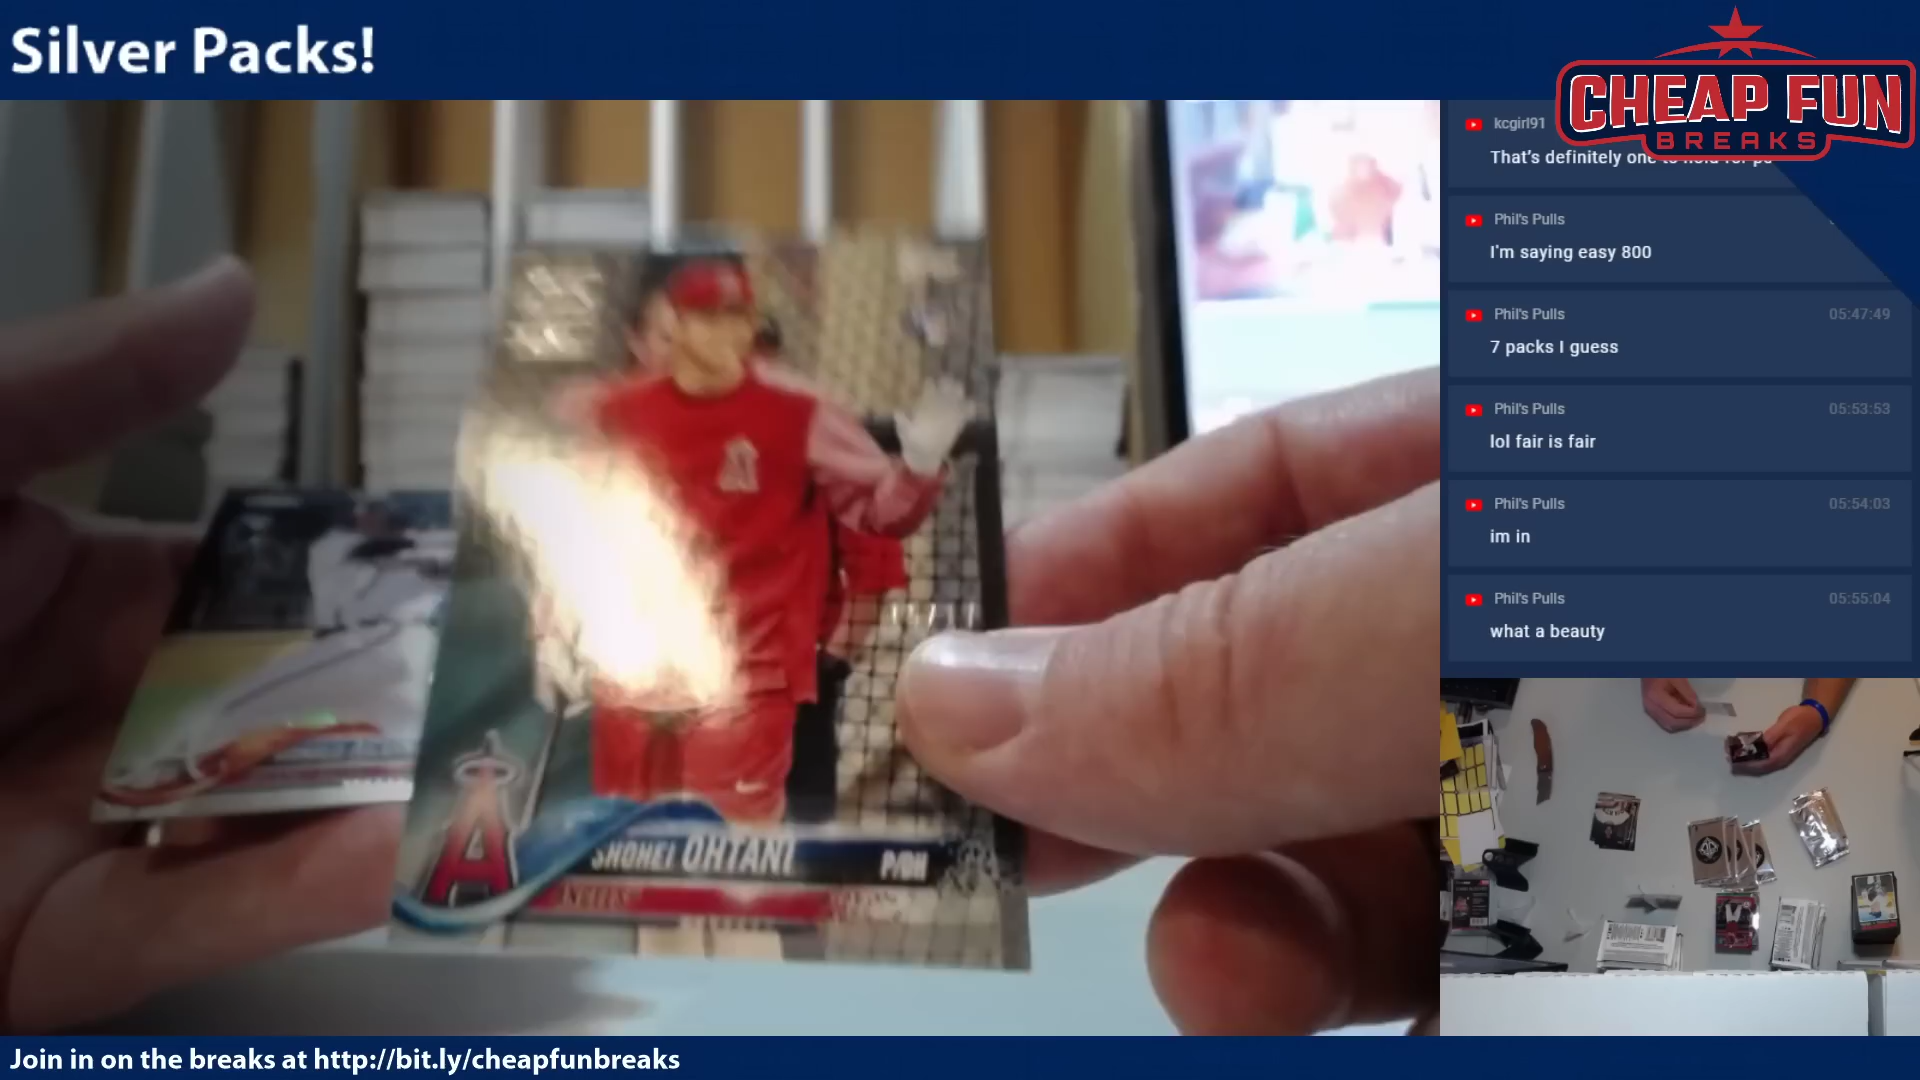 Silver Packs!
CHEAP FUN
BREAKS
kcgirl91
That's definitely one to hold for
Phil's Pulls
I'm saying easy 800
Phil's Pulls 05:47:49
7 packs I guess
Phil's Pulls 05:53:53
lol fair is fair
Phil's Pulls 05:54:03
im in
Phil's Pulls 05:55:04
what a beauty
A
SHOHEI OHTANI P/DH
Join in on the breaks at http://bit.ly/cheapfunbreaks